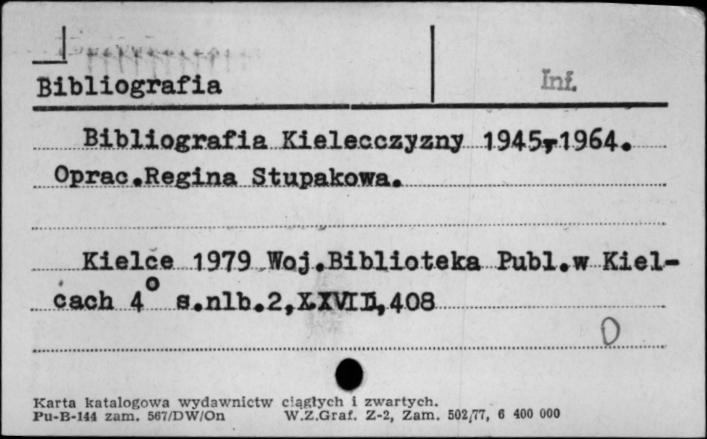 Bibliografia Inf.
Bibliografia Kielecczyzny 1945-1964.
Oprac.Regina Stupakowa.
Kielce 1979 Woj.Biblioteka Publ.w Kiel-
cach 4° s.nlb.2,XXVII,408
O
Karta katalogowa wydawnictw ciągłych i zwartych.
Pu-B-144 zam. 567/DW/On W.Z.Graf. Z-2, Zam. 502/77, 6 400 000